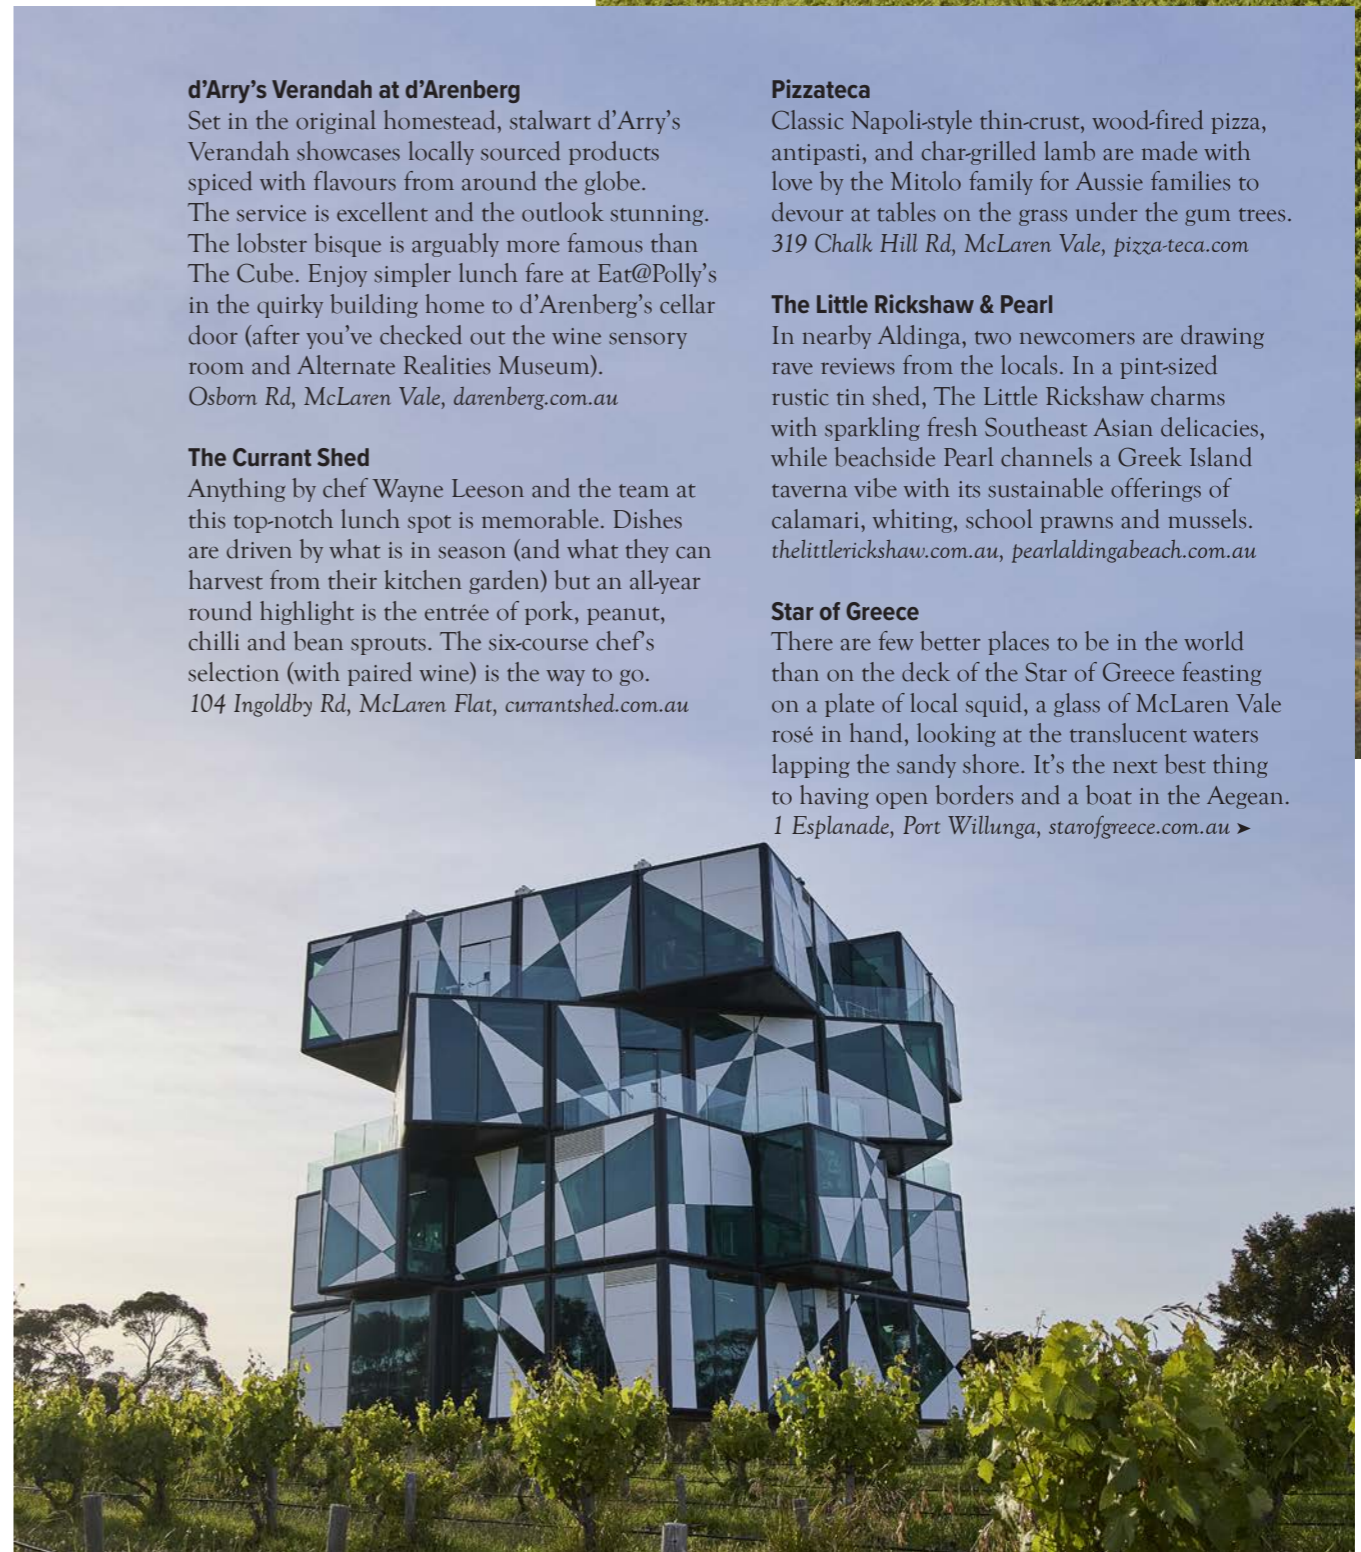 d’Arry’s Verandah at d’Arenberg
Set in the original homestead, stalwart d’Arry’s
Verandah showcases locally sourced products
spiced with flavours from around the globe.
The service is excellent and the outlook stunning.
The lobster bisque is arguably more famous than
The Cube. Enjoy simpler lunch fare at Eat@Polly’s
in the quirky building home to d’Arenberg’s cellar
door (after you’ve checked out the wine sensory
room and Alternate Realities Museum).
Osborn Rd, McLaren Vale, darenberg.com.au
The Currant Shed
Anything by chef Wayne Leeson and the team at
this top-notch lunch spot is memorable. Dishes
are driven by what is in season (and what they can
harvest from their kitchen garden) but an all-year
round highlight is the entrée of pork, peanut,
chilli and bean sprouts. The six-course chef’s
selection (with paired wine) is the way to go.
104 Ingoldby Rd, McLaren Flat, currantshed.com.au
Pizzateca
Classic Napoli-style thin-crust, wood-fired pizza,
antipasti, and char-grilled lamb are made with
love by the Mitolo family for Aussie families to
devour at tables on the grass under the gum trees.
319 Chalk Hill Rd, McLaren Vale, pizza-teca.com
The Little Rickshaw & Pearl
In nearby Aldinga, two newcomers are drawing
rave reviews from the locals. In a pint-sized
rustic tin shed, The Little Rickshaw charms
with sparkling fresh Southeast Asian delicacies,
while beachside Pearl channels a Greek Island
taverna vibe with its sustainable offerings of
calamari, whiting, school prawns and mussels.
thelittlerickshaw.com.au, pearlaldingabeach.com.au
Star of Greece
There are few better places to be in the world
than on the deck of the Star of Greece feasting
on a plate of local squid, a glass of McLaren Vale
rosé in hand, looking at the translucent waters
lapping the sandy shore. It’s the next best thing
to having open borders and a boat in the Aegean.
1 Esplanade, Port Willunga, starofgreece.com.au ➤